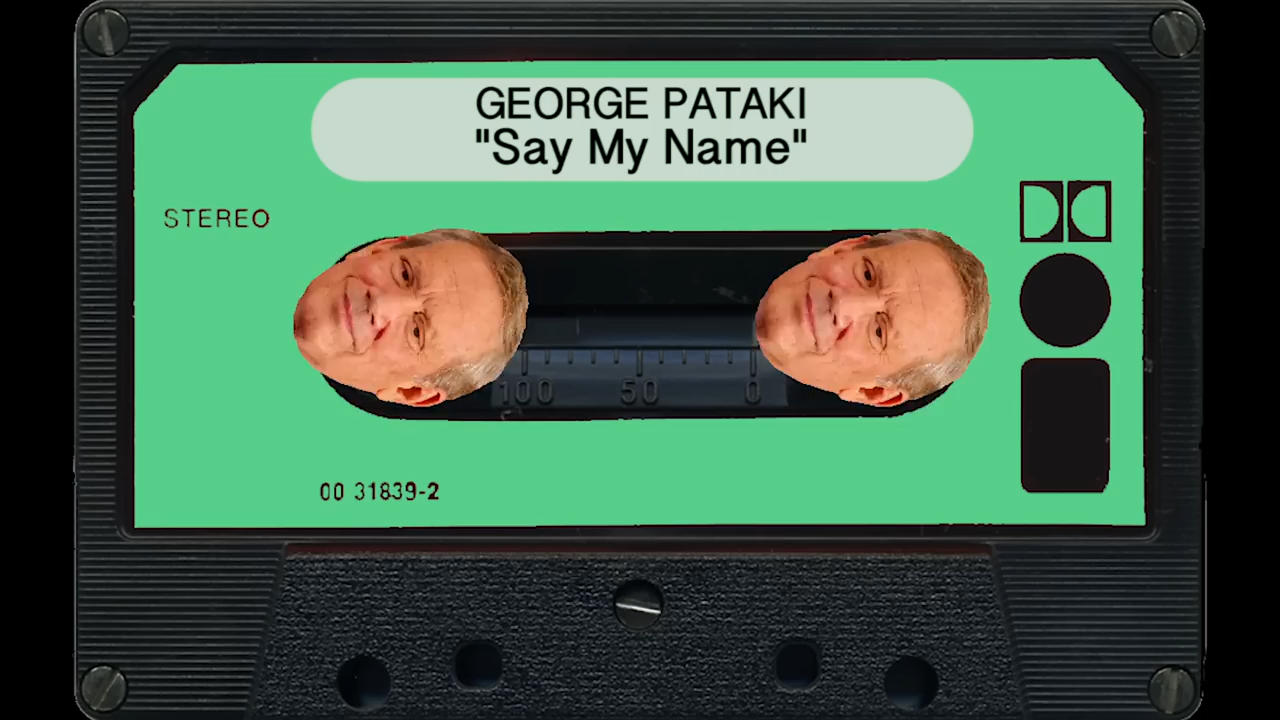 GEORGE PATAKI
"Say My Name"
STEREO
100 50 0
00 31839-2